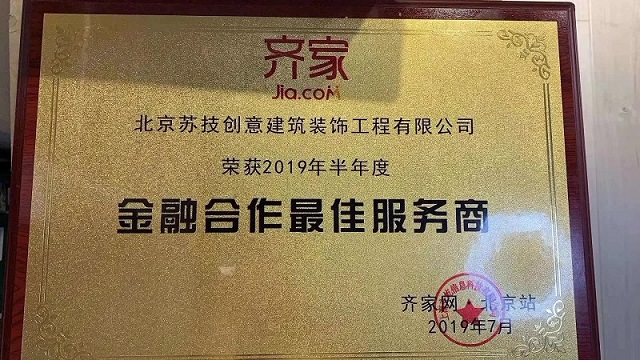 齐家
Jia.com
北京苏技创意建筑装饰工程有限公司
荣获2019年半年度
金融合作最佳服务商
齐家网·北京站
2019年7月